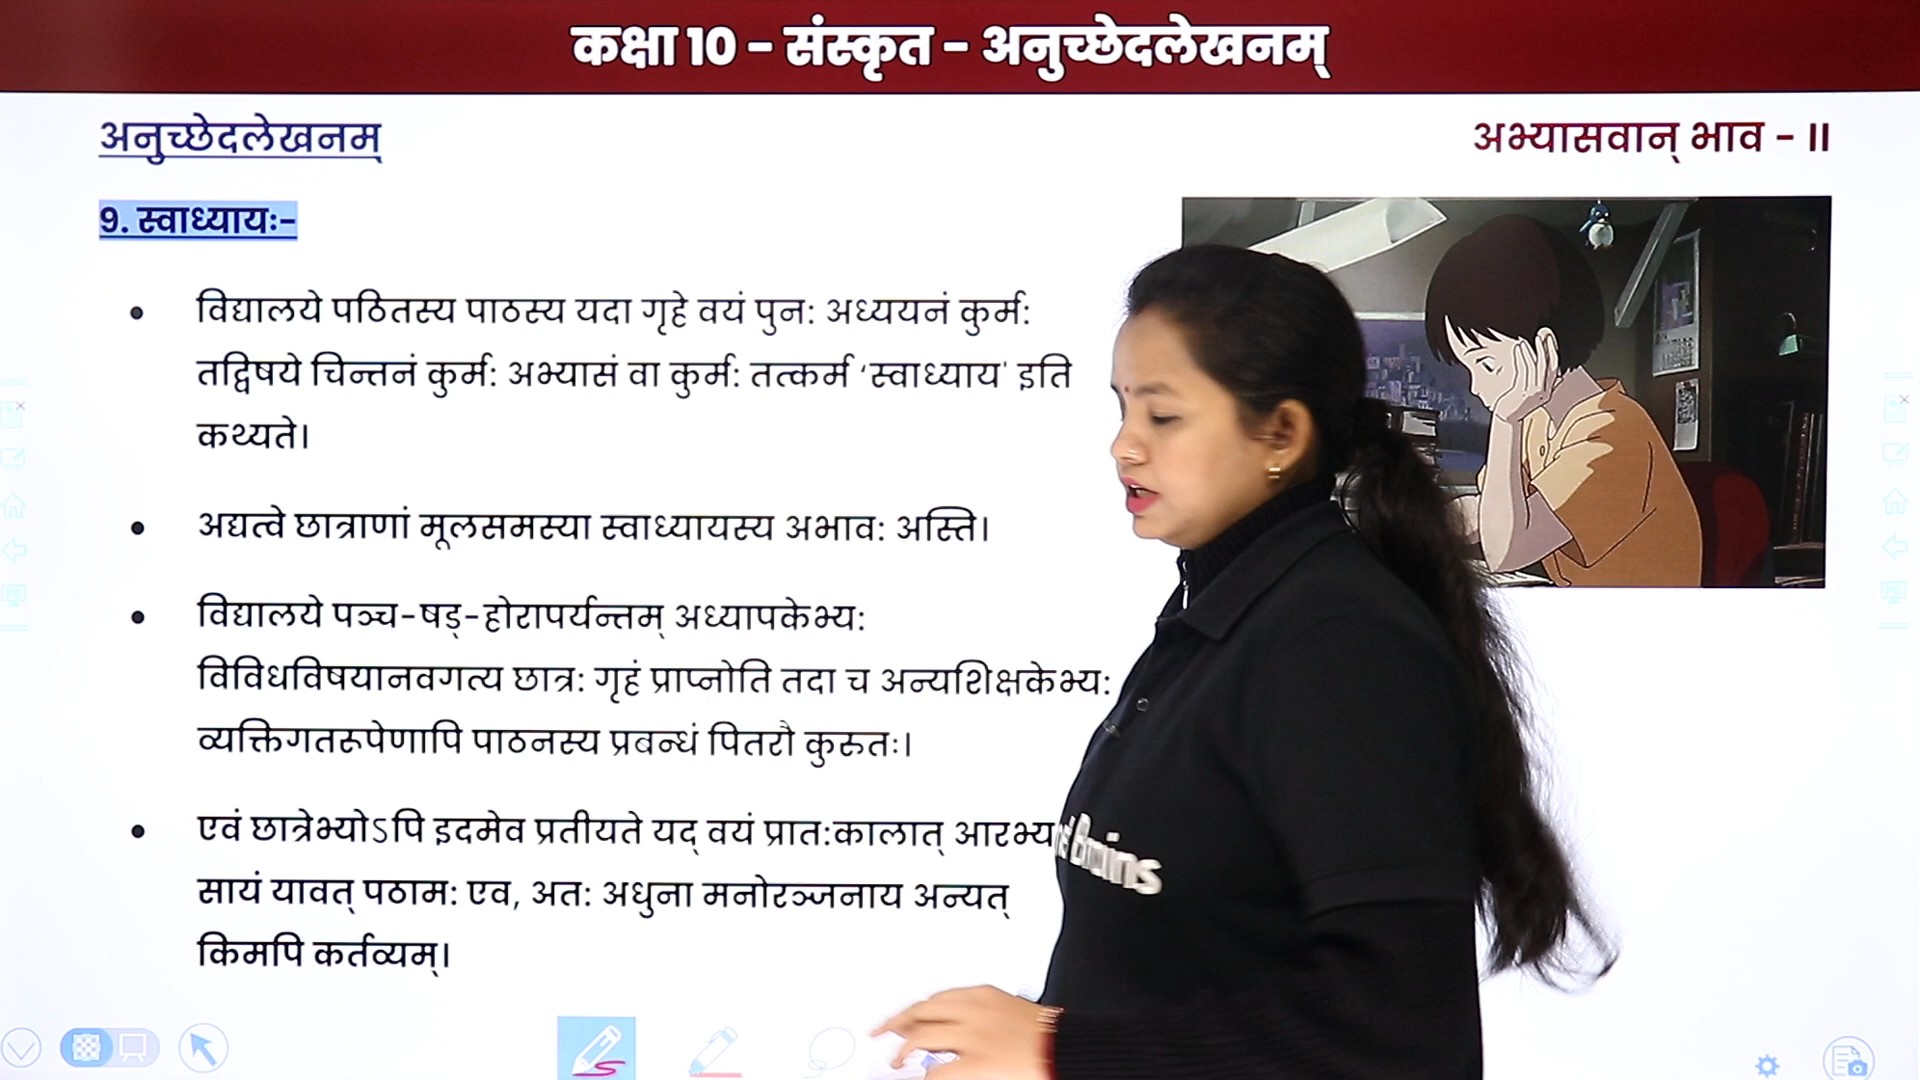 कक्षा 10 - संस्कृत - अनुच्छेदलेखनम्
अनुच्छेदलेखनम्
अभ्यासवान् भाव - II
9. स्वाध्यायः-
विद्यालये पठितस्य पाठस्य यदा गृहे वयं पुनः अध्ययनं कुर्मः
तद्विषये चिन्तनं कुर्मः अभ्यासं वा कुर्मः तत्कर्म ‘स्वाध्याय' इति
कथ्यते।
अद्यत्वे छात्राणां मूलसमस्या स्वाध्यायस्य अभावः अस्ति।
विद्यालये पञ्च-षड्-होरापर्यन्तम् अध्यापकेभ्यः
विविधविषयानवगत्य छात्रः गृहं प्राप्नोति तदा च अन्यशिक्षकेभ्यः
व्यक्तिगतरूपेणापि पाठनस्य प्रबन्धं पितरौ कुरुतः।
एवं छात्रेभ्योऽपि इदमेव प्रतीयते यद् वयं प्रातःकालात् आरभ्य
सायं यावत् पठामः एव, अतः अधुना मनोरञ्जनाय अन्यत्
किमपि कर्तव्यम्।
Brains